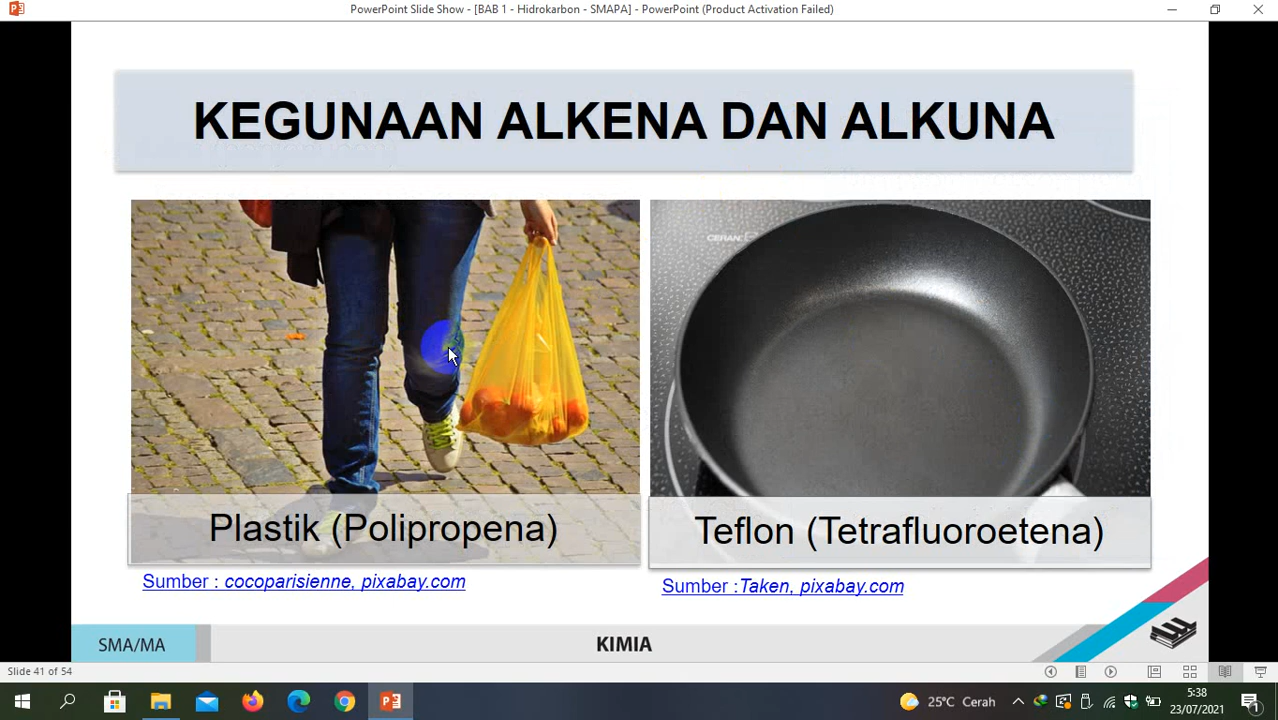 PowerPoint Slide Show - [BAB 1 - Hidrokarbon - SMAPA] - PowerPoint (Product Activation Failed)
KEGUNAAN ALKENA DAN ALKUNA
CERAN
Plastik (Polipropena)
Teflon (Tetrafluoroetena)
Sumber : cocoparisienne, pixabay.com
Sumber :Taken, pixabay.com
SMA/MA
KIMIA
Slide 41 of 54
25°C Cerah
5:38
23/07/2021
1